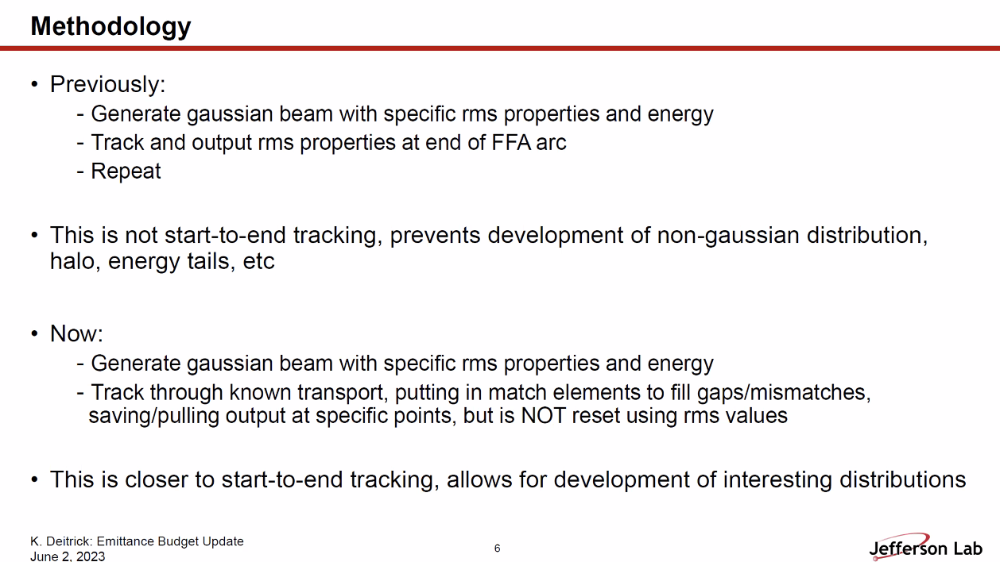 Methodology
• Previously:
- Generate gaussian beam with specific rms properties and energy
- Track and output rms properties at end of FFA arc
- Repeat
• This is not start-to-end tracking, prevents development of non-gaussian distribution,
halo, energy tails, etc
• Now:
- Generate gaussian beam with specific rms properties and energy
- Track through known transport, putting in match elements to fill gaps/mismatches,
saving/pulling output at specific points, but is NOT reset using rms values
• This is closer to start-to-end tracking, allows for development of interesting distributions
K. Deitrick: Emittance Budget Update
June 2, 2023
6
Jefferson Lab